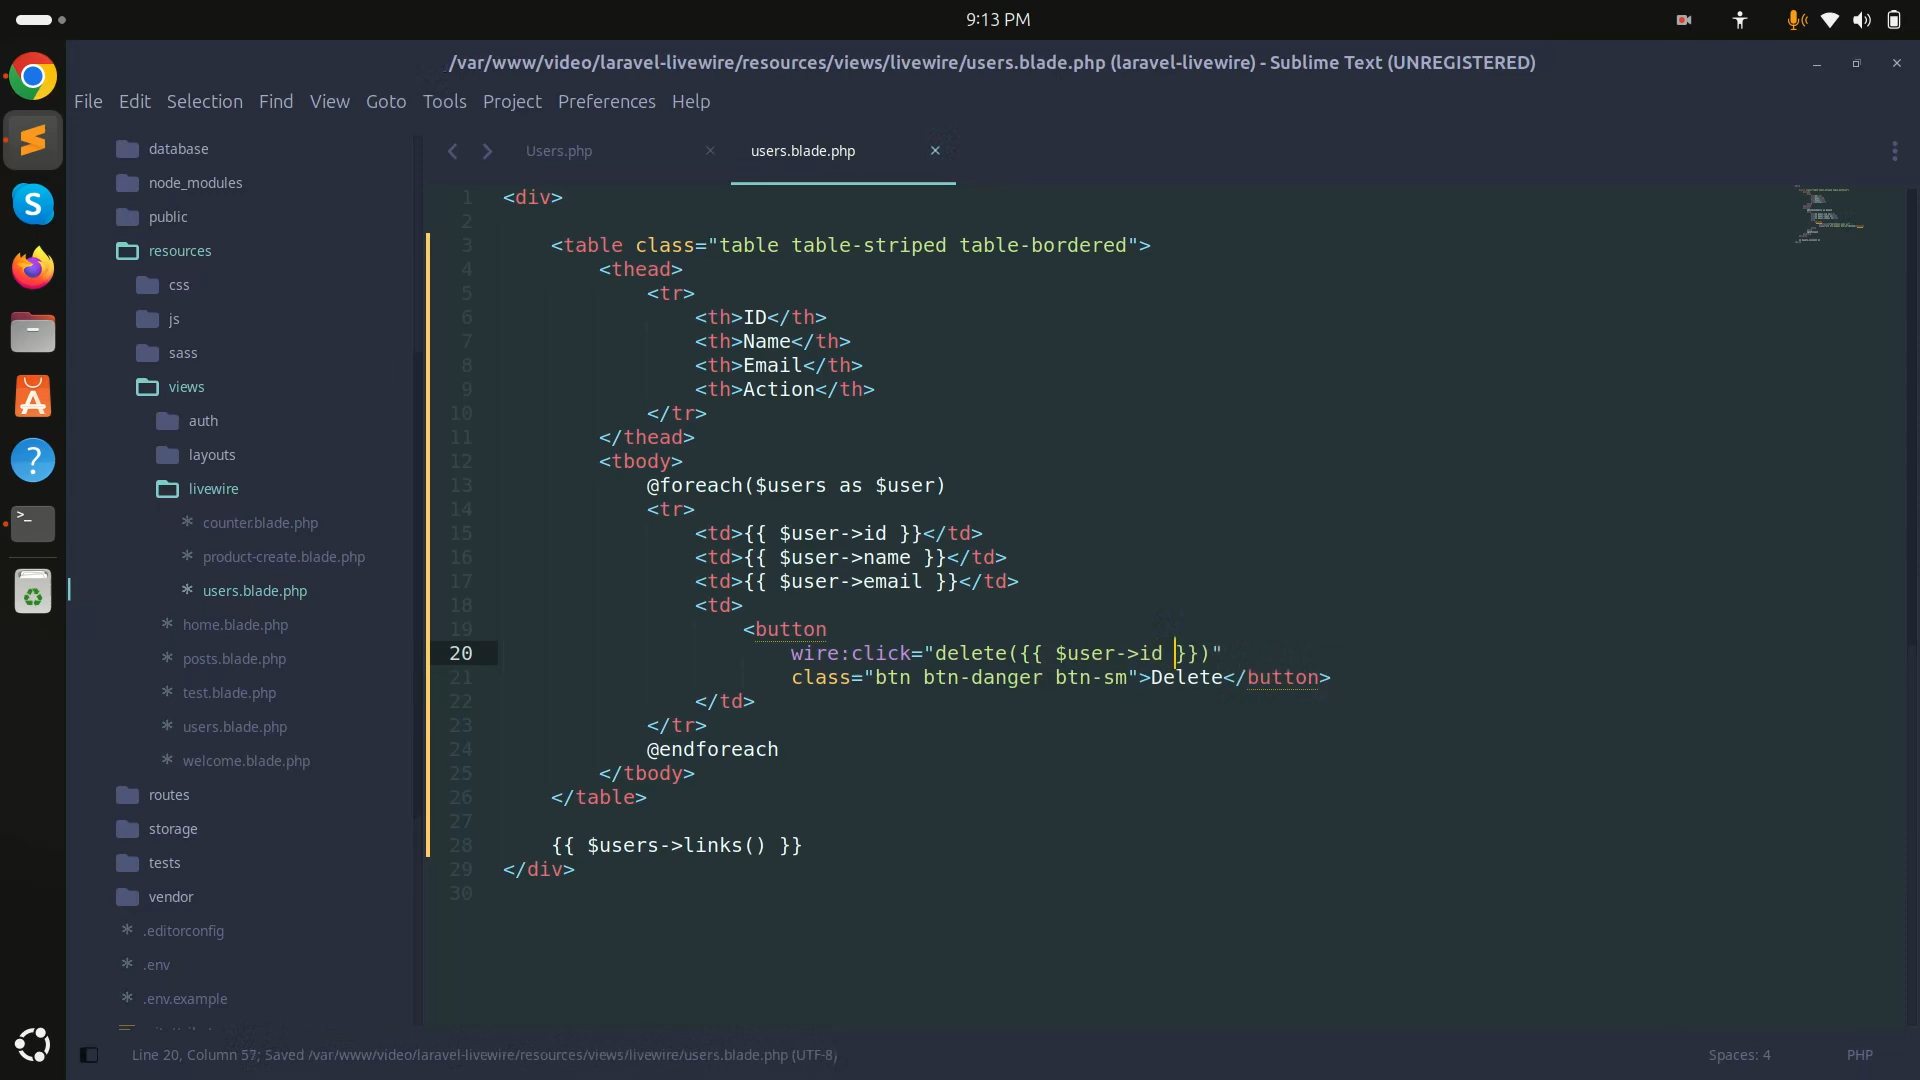 9:13 PM
/var/www/video/laravel-livewire/resources/views/livewire/users.blade.php (laravel-livewire) - Sublime Text (UNREGISTERED)
File Edit Selection Find View Goto Tools Project Preferences Help
database
node_modules
public
resources
css
js
sass
views
auth
layouts
livewire
counter.blade.php
product-create.blade.php
users.blade.php
home.blade.php
posts.blade.php
test.blade.php
users.blade.php
welcome.blade.php
routes
storage
tests
vendor
.editorconfig
.env
.env.example
Users.php
users.blade.php
1 <div>
2
3 <table class="table table-striped table-bordered">
4 <thead>
5 <tr>
6 <th>ID</th>
7 <th>Name</th>
8 <th>Email</th>
9 <th>Action</th>
10 </tr>
11 </thead>
12 <tbody>
13 @foreach($users as $user)
14 <tr>
15 <td>{{ $user->id }}</td>
16 <td>{{ $user->name }}</td>
17 <td>{{ $user->email }}</td>
18 <td>
19 <button
20 wire:click="delete({{ $user->id }})"
21 class="btn btn-danger btn-sm">Delete</button>
22 </td>
23 </tr>
24 @endforeach
25 </tbody>
26 </table>
27
28 {{ $users->links() }}
29 </div>
30
Line 20, Column 57; Saved /var/www/video/laravel-livewire/resources/views/livewire/users.blade.php (UTF-8)
Spaces: 4
PHP